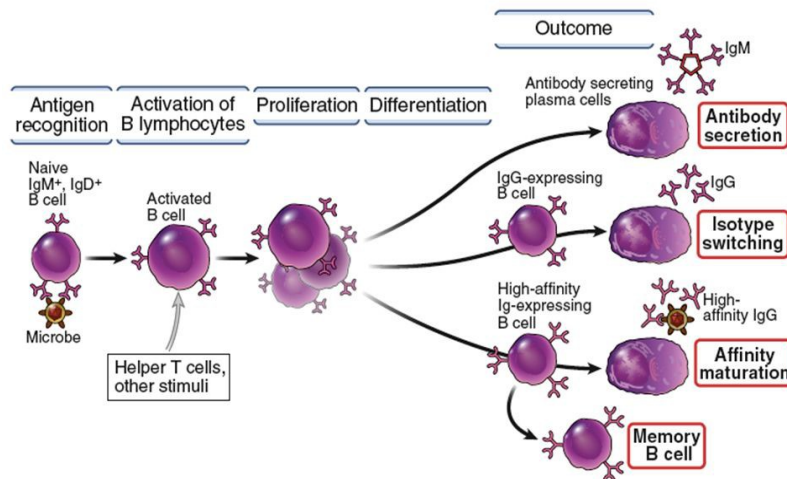 Antigen
recognition
Activation of
B lymphocytes
Proliferation
Differentiation
Outcome
Naive
IgM+, IgD+
B cell
Microbe
Activated
B cell
Helper T cells,
other stimuli
Antibody secreting
plasma cells
IgM
Antibody
secretion
IgG-expressing
B cell
IgG
Isotype
switching
High-affinity
Ig-expressing
B cell
High-
affinity IgG
Affinity
maturation
Memory
B cell